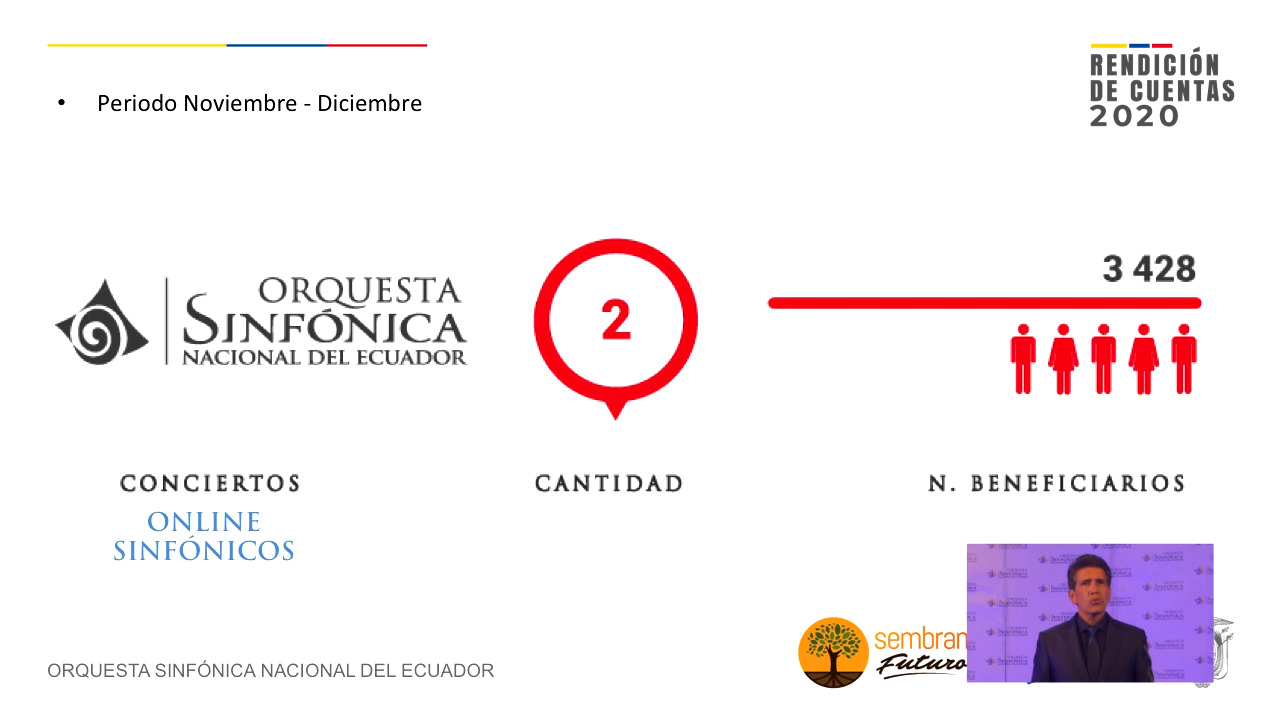 • Periodo Noviembre - Diciembre
RENDICIÓN
DE CUENTAS
2020
ORQUESTA
SINFÓNICA
NACIONAL DEL ECUADOR
2
3 428
CONCIERTOS
ONLINE
SINFÓNICOS
CANTIDAD
N. BENEFICIARIOS
sembran
Futuro
ORQUESTA SINFÓNICA NACIONAL DEL ECUADOR